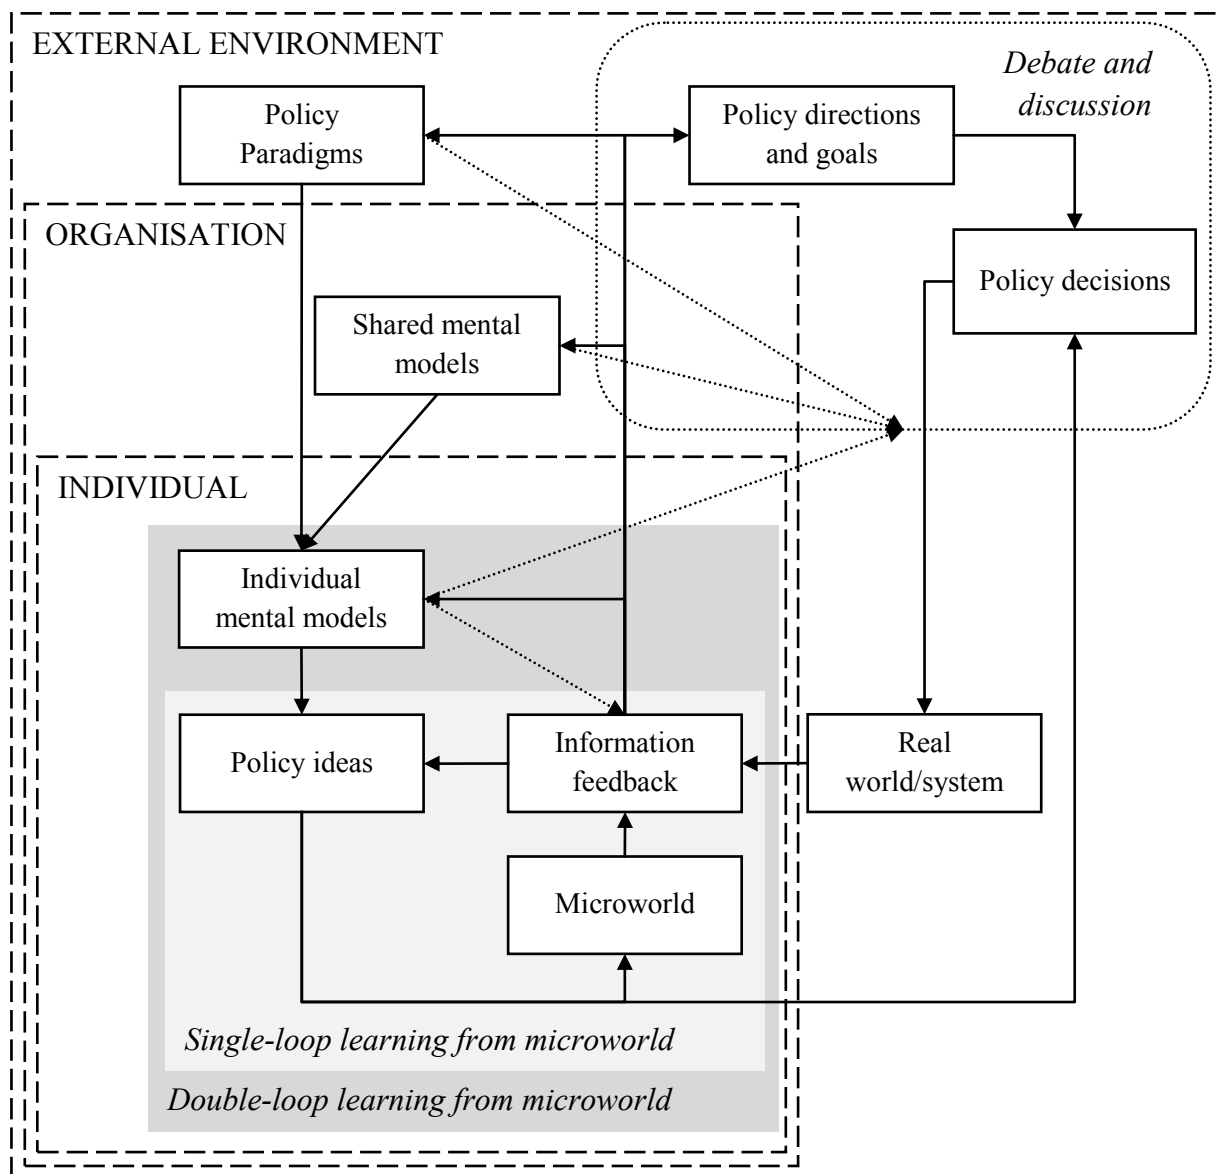 EXTERNAL ENVIRONMENT
Debate and
discussion
Policy
Paradigms
Policy directions
and goals
ORGANISATION
Policy decisions
Shared mental
models
INDIVIDUAL
Individual
mental models
Policy ideas
Information
feedback
Real
world/system
Microworld
Single-loop learning from microworld
Double-loop learning from microworld